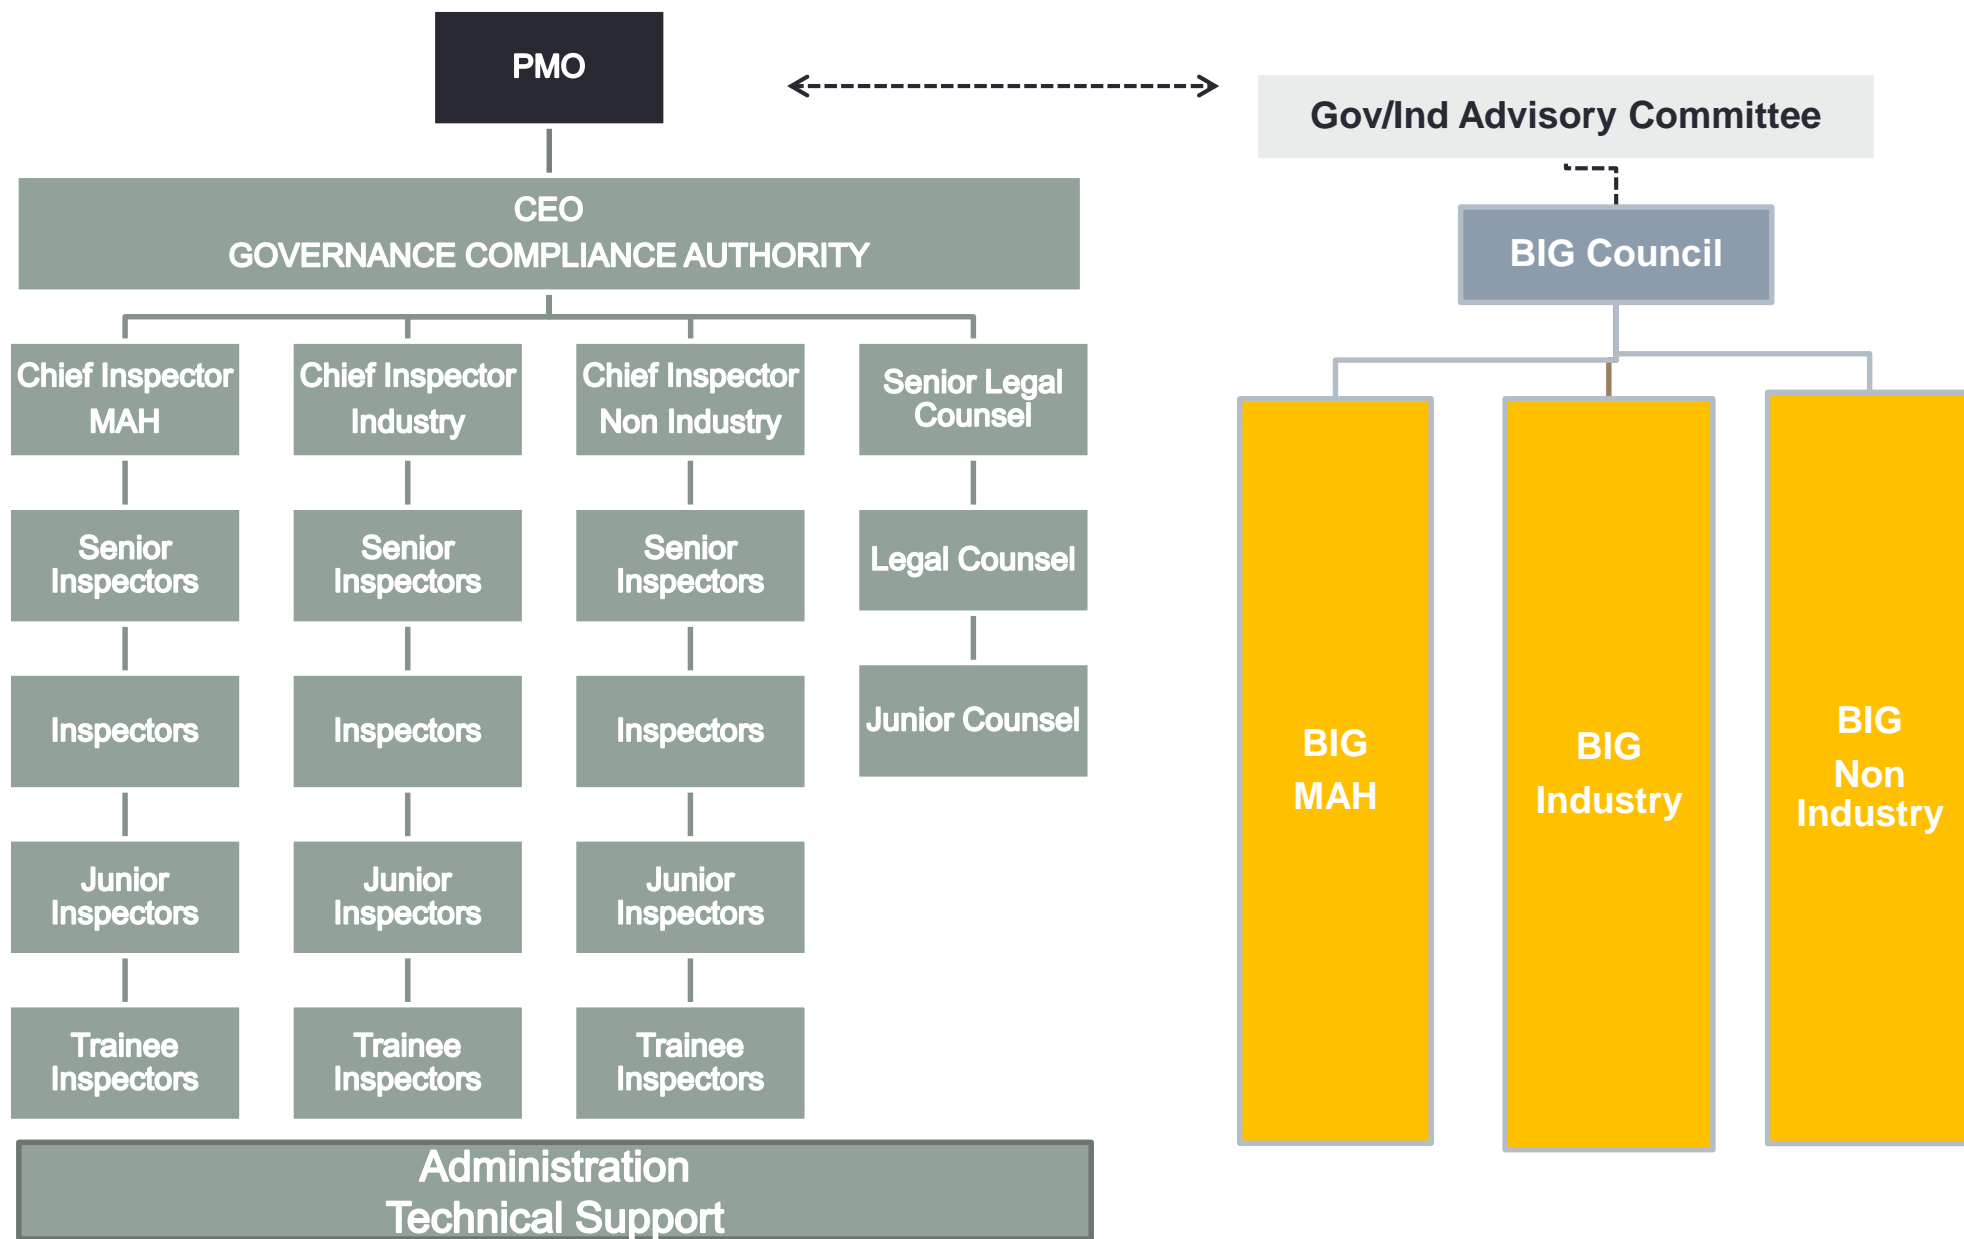 PMO
Gov/Ind Advisory Committee
CEO
GOVERNANCE COMPLIANCE AUTHORITY
BIG Council
Chief Inspector
MAH
Chief Inspector
Industry
Chief Inspector
Non Industry
Senior Legal
Counsel
Senior
Inspectors
Senior
Inspectors
Senior
Inspectors
Legal Counsel
Inspectors
Inspectors
Inspectors
Junior Counsel
Junior
Inspectors
Junior
Inspectors
Junior
Inspectors
Trainee
Inspectors
Trainee
Inspectors
Trainee
Inspectors
Administration
Technical Support
BIG
MAH
BIG
Industry
BIG
Non
Industry